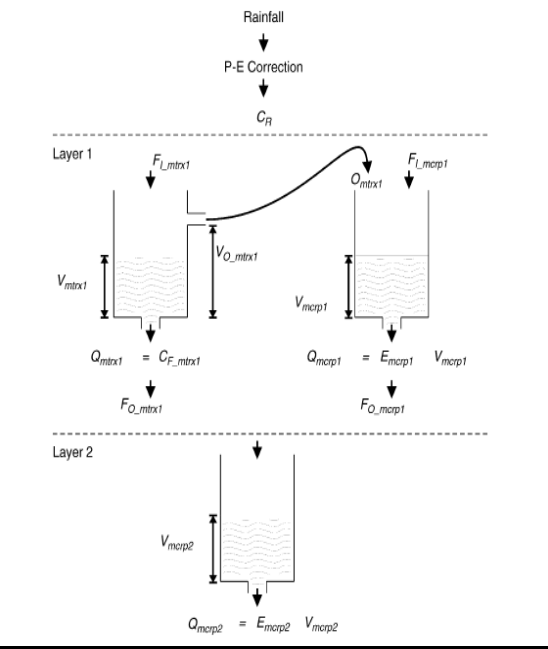 Rainfall
P-E Correction
C_R
Layer 1
F_I_mtrx1
F_I_mcrp1
O_mtrx1
V_O_mtrx1
V_mtrx1
V_mcrp1
Q_mtrx1 = C_F_mtrx1
Q_mcrp1 = E_mcrp1 V_mcrp1
F_O_mtrx1
F_O_mcrp1
Layer 2
V_mcrp2
Q_mcrp2 = E_mcrp2 V_mcrp2